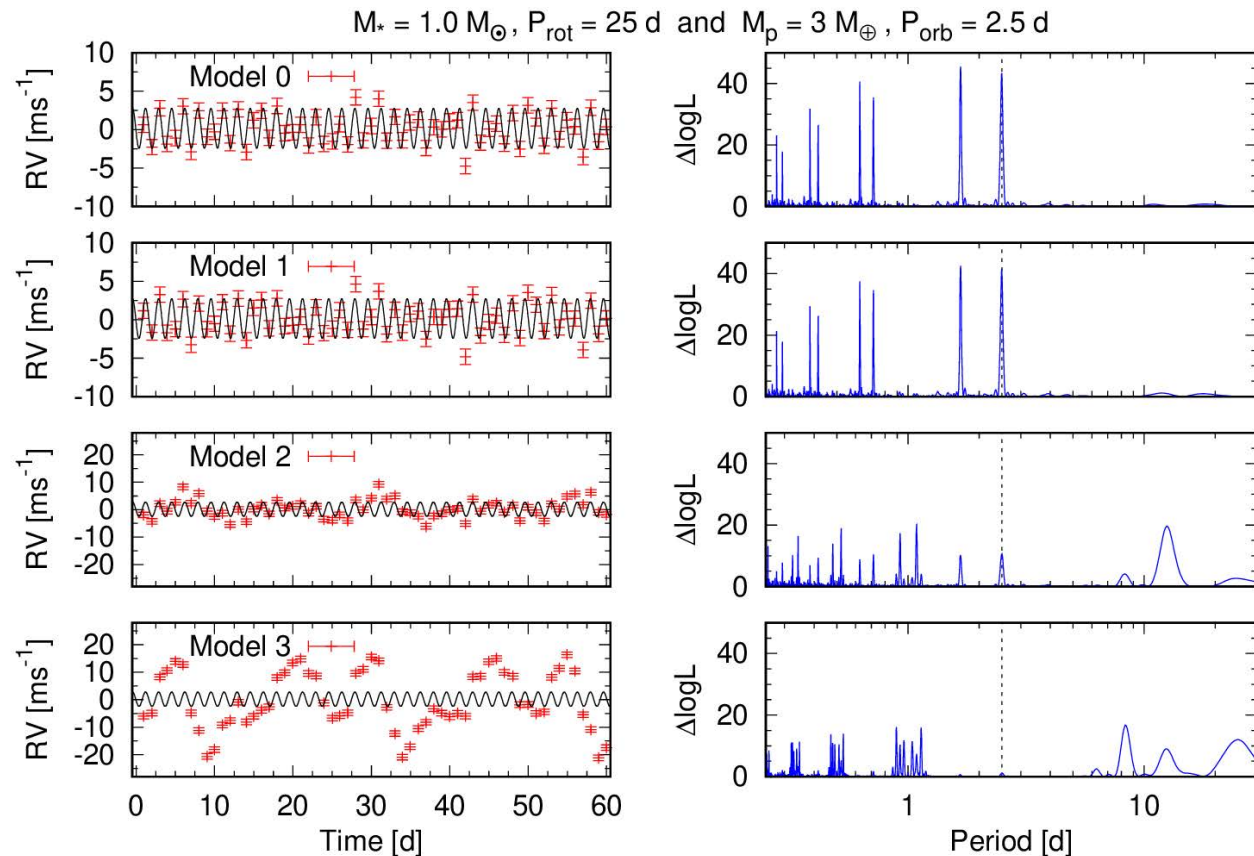 M* = 1.0 M⊙ , Prot = 25 d and Mp = 3 M⊕ , Porb = 2.5 d
Model 0
RV [ms-1]
10
5
0
-5
-10
ΔlogL
40
20
0
Model 1
RV [ms-1]
10
5
0
-5
-10
ΔlogL
40
20
0
Model 2
RV [ms-1]
20
10
0
-10
-20
ΔlogL
40
20
0
Model 3
RV [ms-1]
20
10
0
-10
-20
ΔlogL
40
20
0
0 10 20 30 40 50 60
Time [d]
1 10
Period [d]